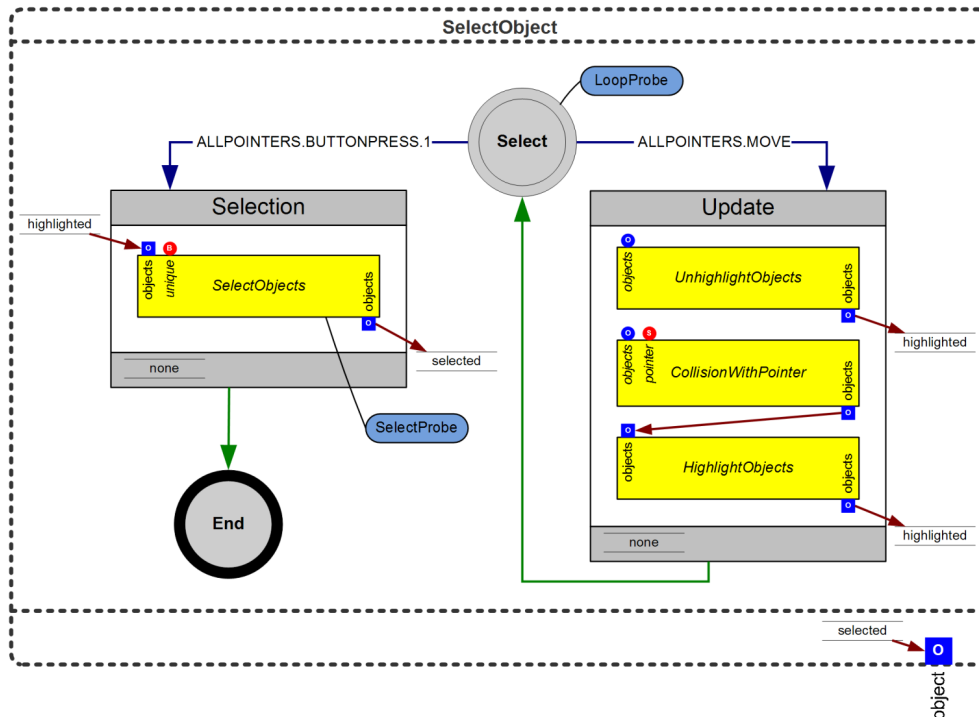 SelectObject
LoopProbe
ALLPOINTERS.BUTTONPRESS.1
Select
ALLPOINTERS.MOVE
Selection
highlighted
O
B
objects
unique
SelectObjects
objects
O
selected
none
SelectProbe
End
Update
O
objects
UnhighlightObjects
objects
O
highlighted
O
S
objects
pointer
CollisionWithPointer
objects
O
O
objects
HighlightObjects
objects
O
highlighted
none
selected
O
object